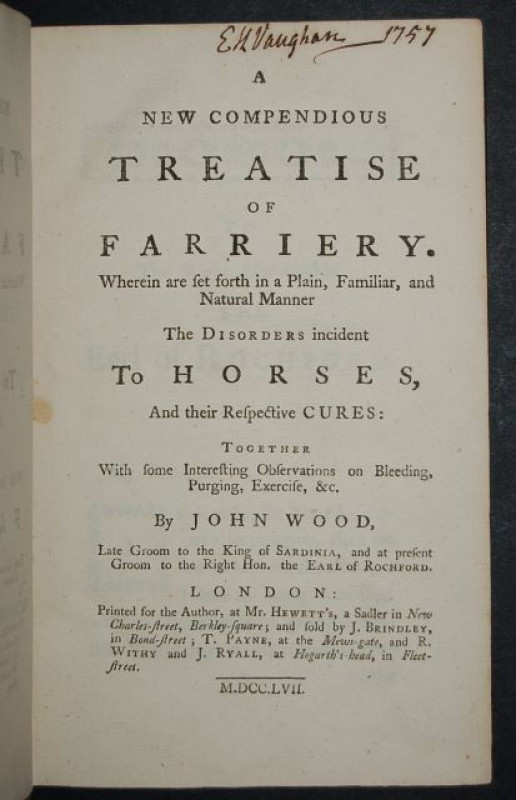 E H Vaughan 1757
A
NEW COMPENDIOUS
TREATISE
OF
FARRIERY.
Wherein are ſet forth in a Plain, Familiar, and
Natural Manner
The DISORDERS incident
To HORSES,
And their Reſpective CURES:
TOGETHER
With ſome Intereſting Obſervations on Bleeding,
Purging, Exerciſe, &c.
By JOHN WOOD,
Late Groom to the King of SARDINIA, and at preſent
Groom to the Right Hon. the EARL of ROCHFORD.
LONDON:
Printed for the Author, at Mr. HEWETT's, a Sadler in New
Charles-ſtreet, Berkley-ſquare; and ſold by J. BRINDLEY,
in Bond-ſtreet; T. PAYNE, at the Mews-gate, and R.
WITHY and J. RYALL, at Hogarth's-head, in Fleet-
ſtreet.
M.DCC.LVII.